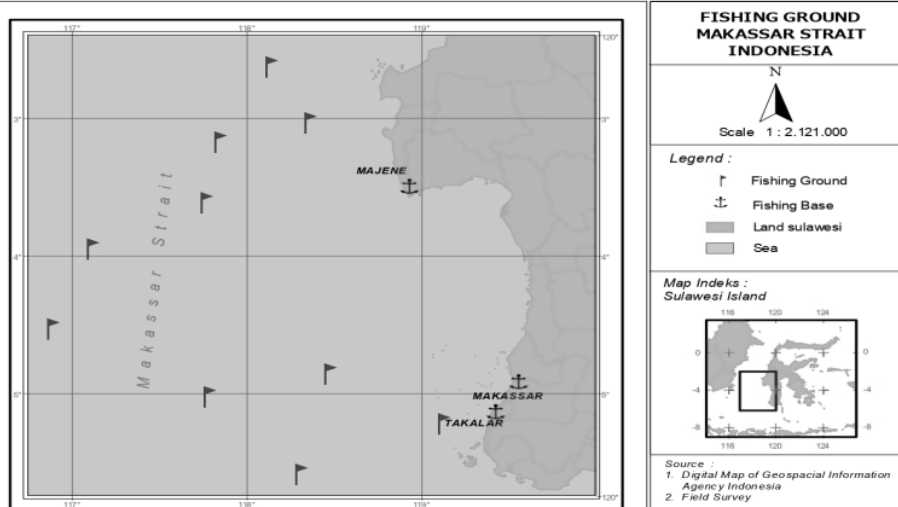 117°
118°
119°
120°
3°
3°
MAJENE
Makassar Strait
4°
4°
5°
5°
MAKASSAR
TAKALAR
117°
118°
119°
120°
FISHING GROUND
MAKASSAR STRAIT
INDONESIA
N
Scale 1 : 2.121.000
Legend :
Fishing Ground
Fishing Base
Land sulawesi
Sea
Map Indeks :
Sulawesi Island
116 120 124
0 0
-4 -4
-8 -8
116 120 124
Source :
1. Digital Map of Geospacial Information
Agency Indonesia
2. Field Survey